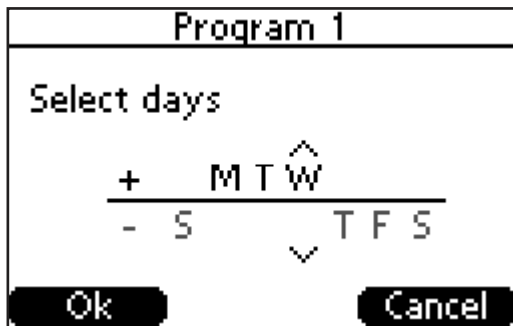 Program 1
Select days
+ M T W
- S T F S
Ok Cancel